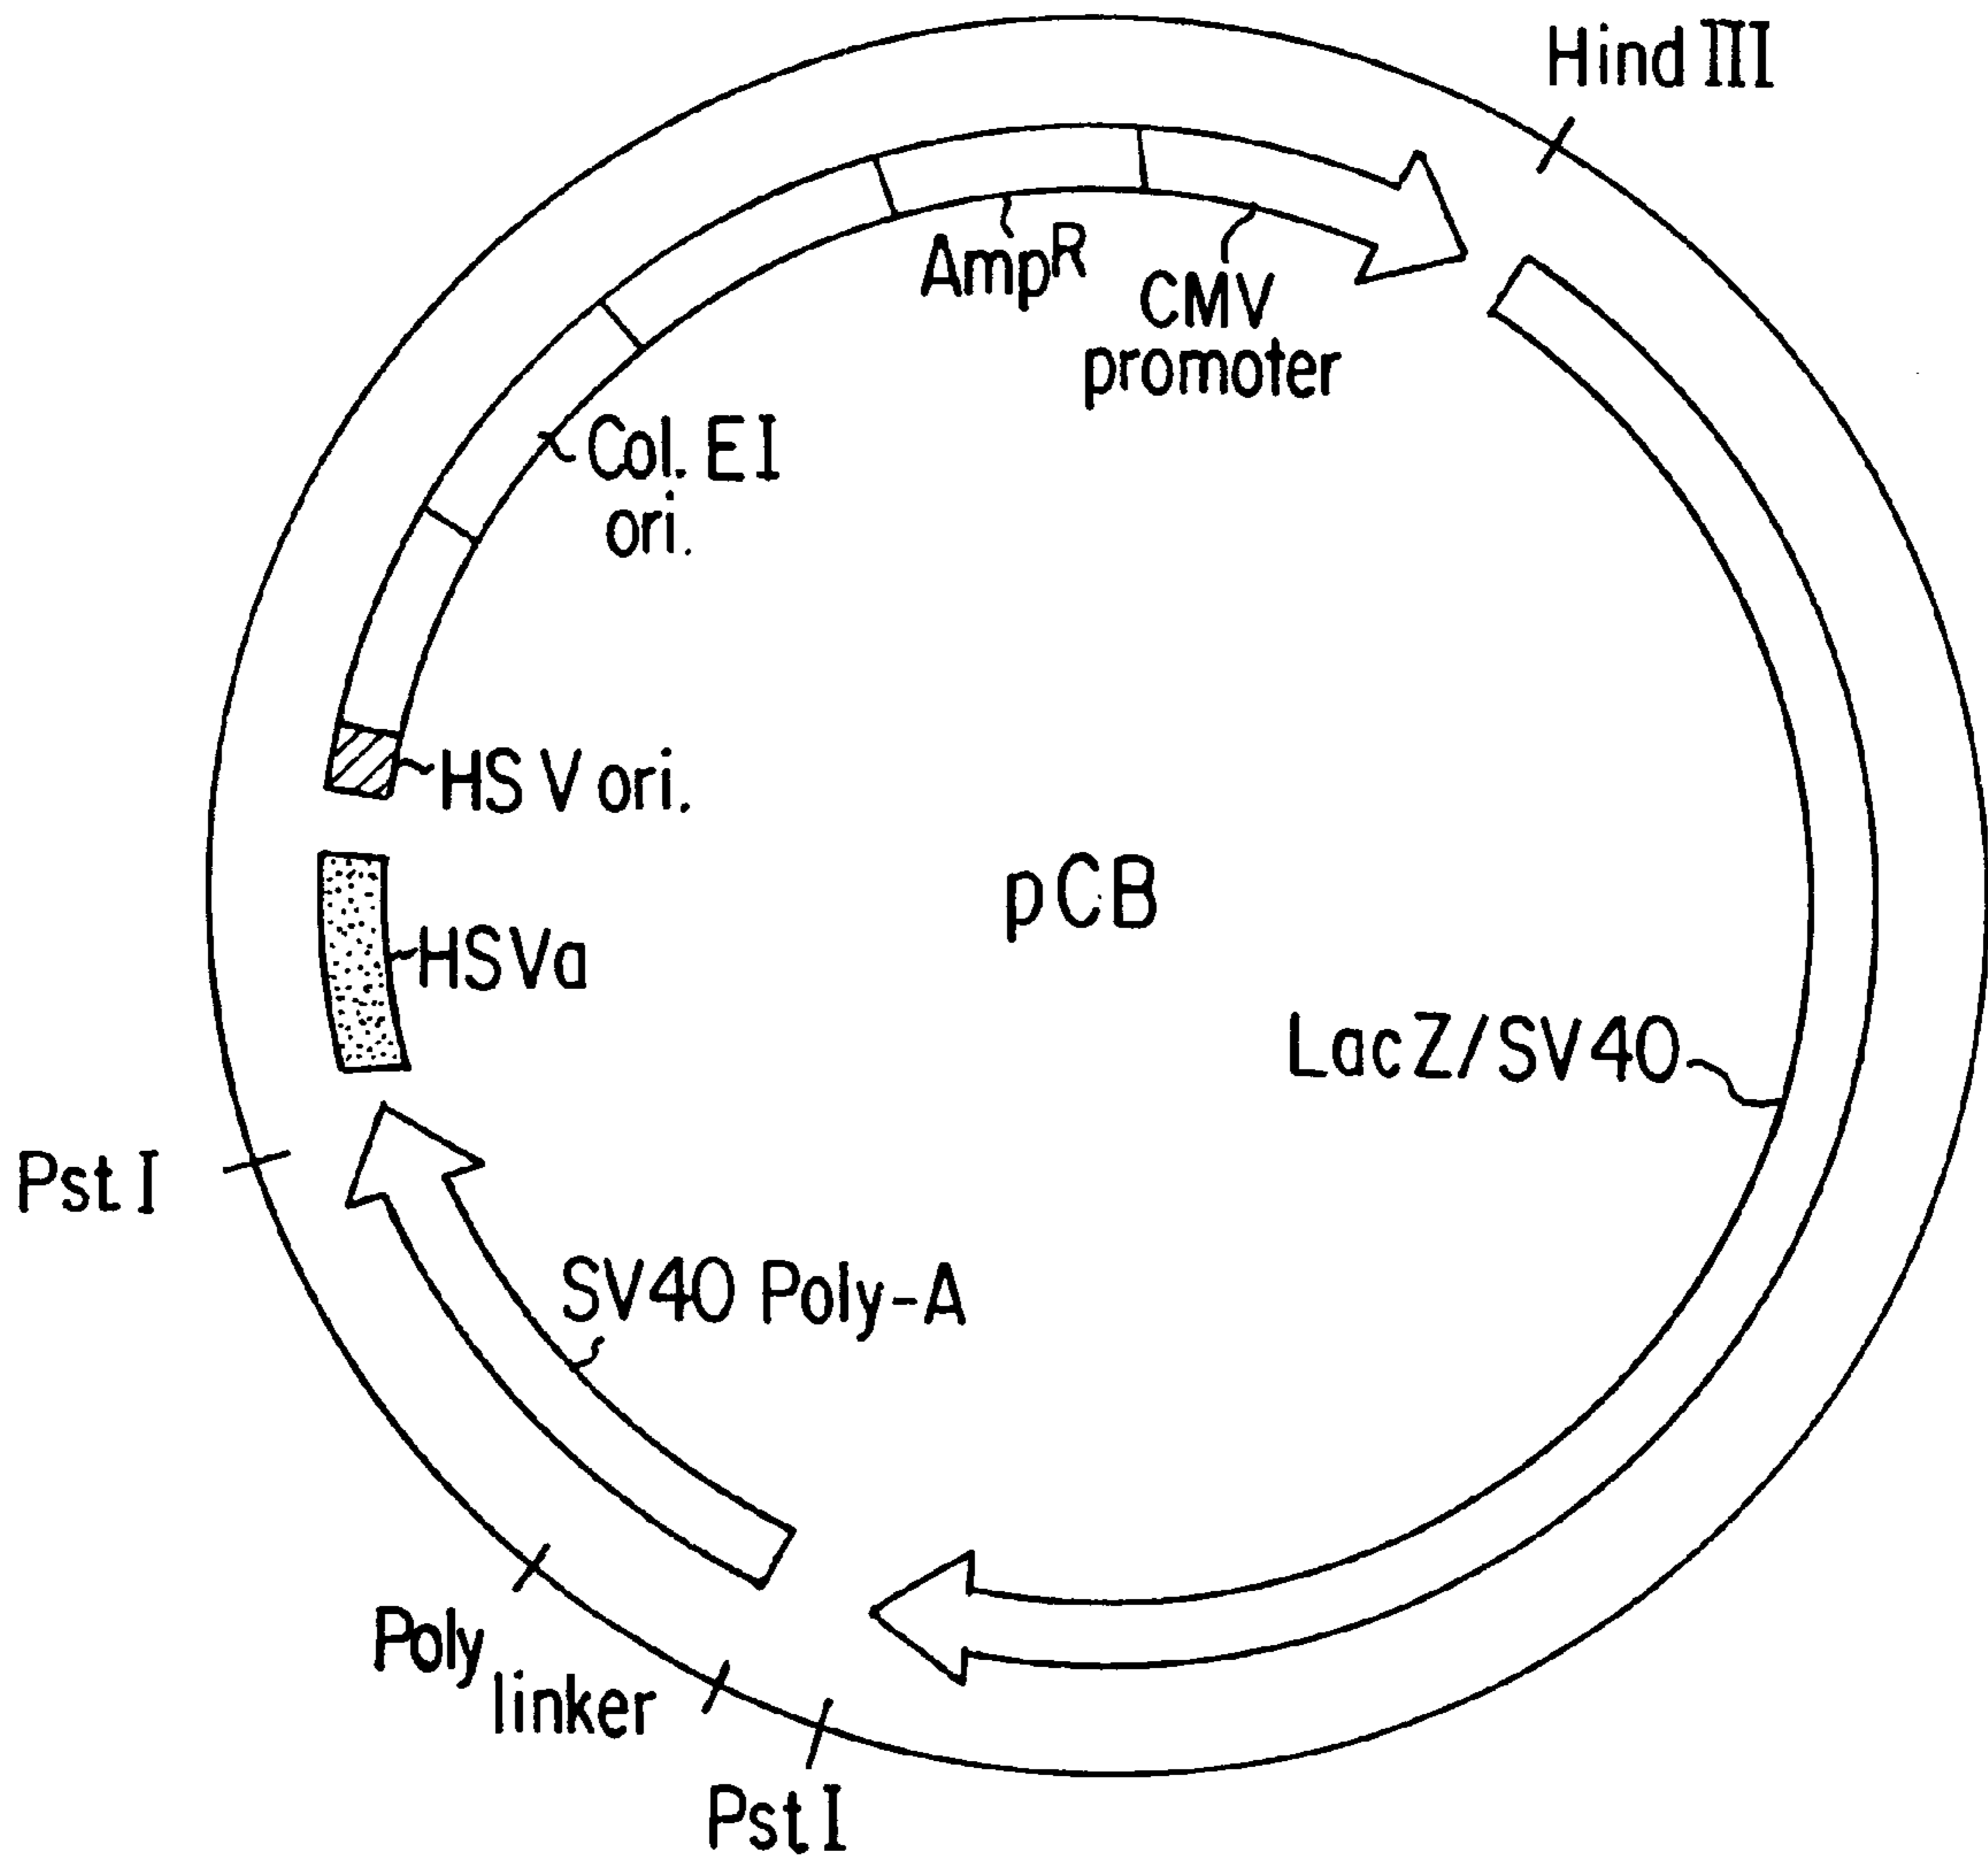 Hind III
AmpR
CMV
promoter
Col. EI
ori.
HSV ori.
pCB
HSVa
LacZ/SV40
Pst I
SV40 Poly-A
Poly
linker
Pst I